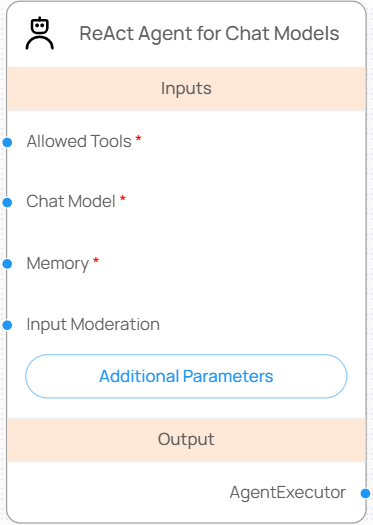 ReAct Agent for Chat Models
Inputs
Allowed Tools *
Chat Model *
Memory *
Input Moderation
Additional Parameters
Output
AgentExecutor